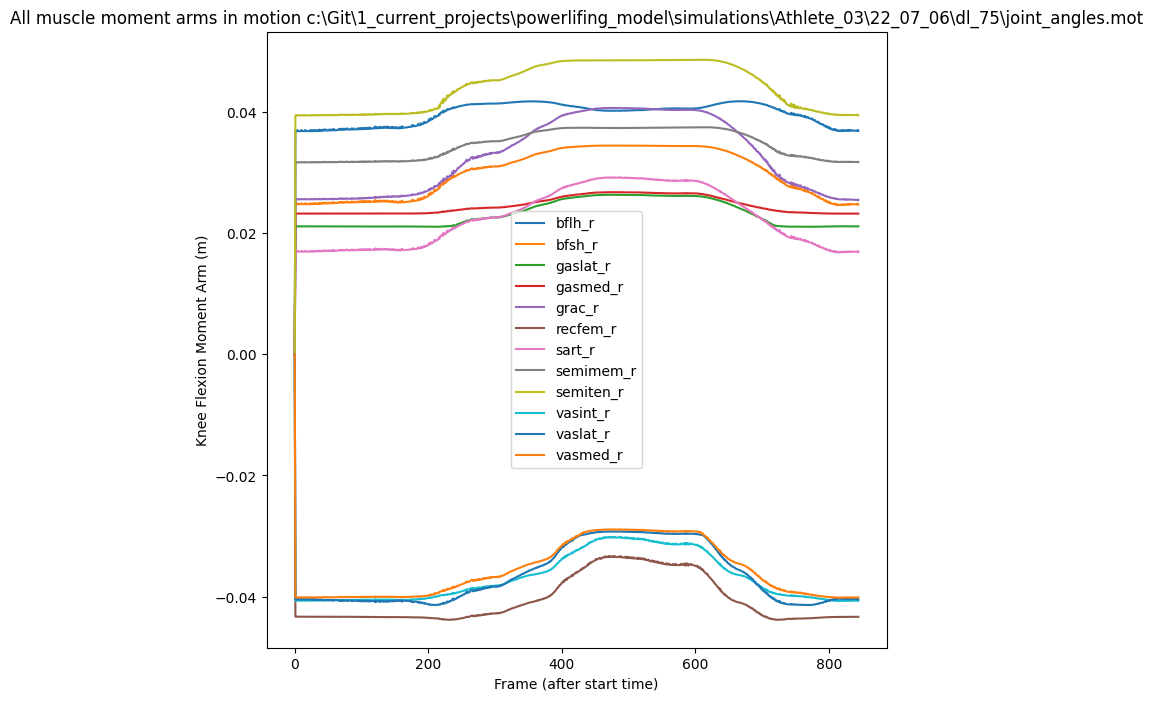 All muscle moment arms in motion c:\Git\1_current_projects\powerlifing_model\simulations\Athlete_03\22_07_06\dl_75\joint_angles.mot
0.04
0.02
0.00
−0.02
−0.04
Knee Flexion Moment Arm (m)
bflh_r
bfsh_r
gaslat_r
gasmed_r
grac_r
recfem_r
sart_r
semimem_r
semiten_r
vasint_r
vaslat_r
vasmed_r
0 200 400 600 800
Frame (after start time)